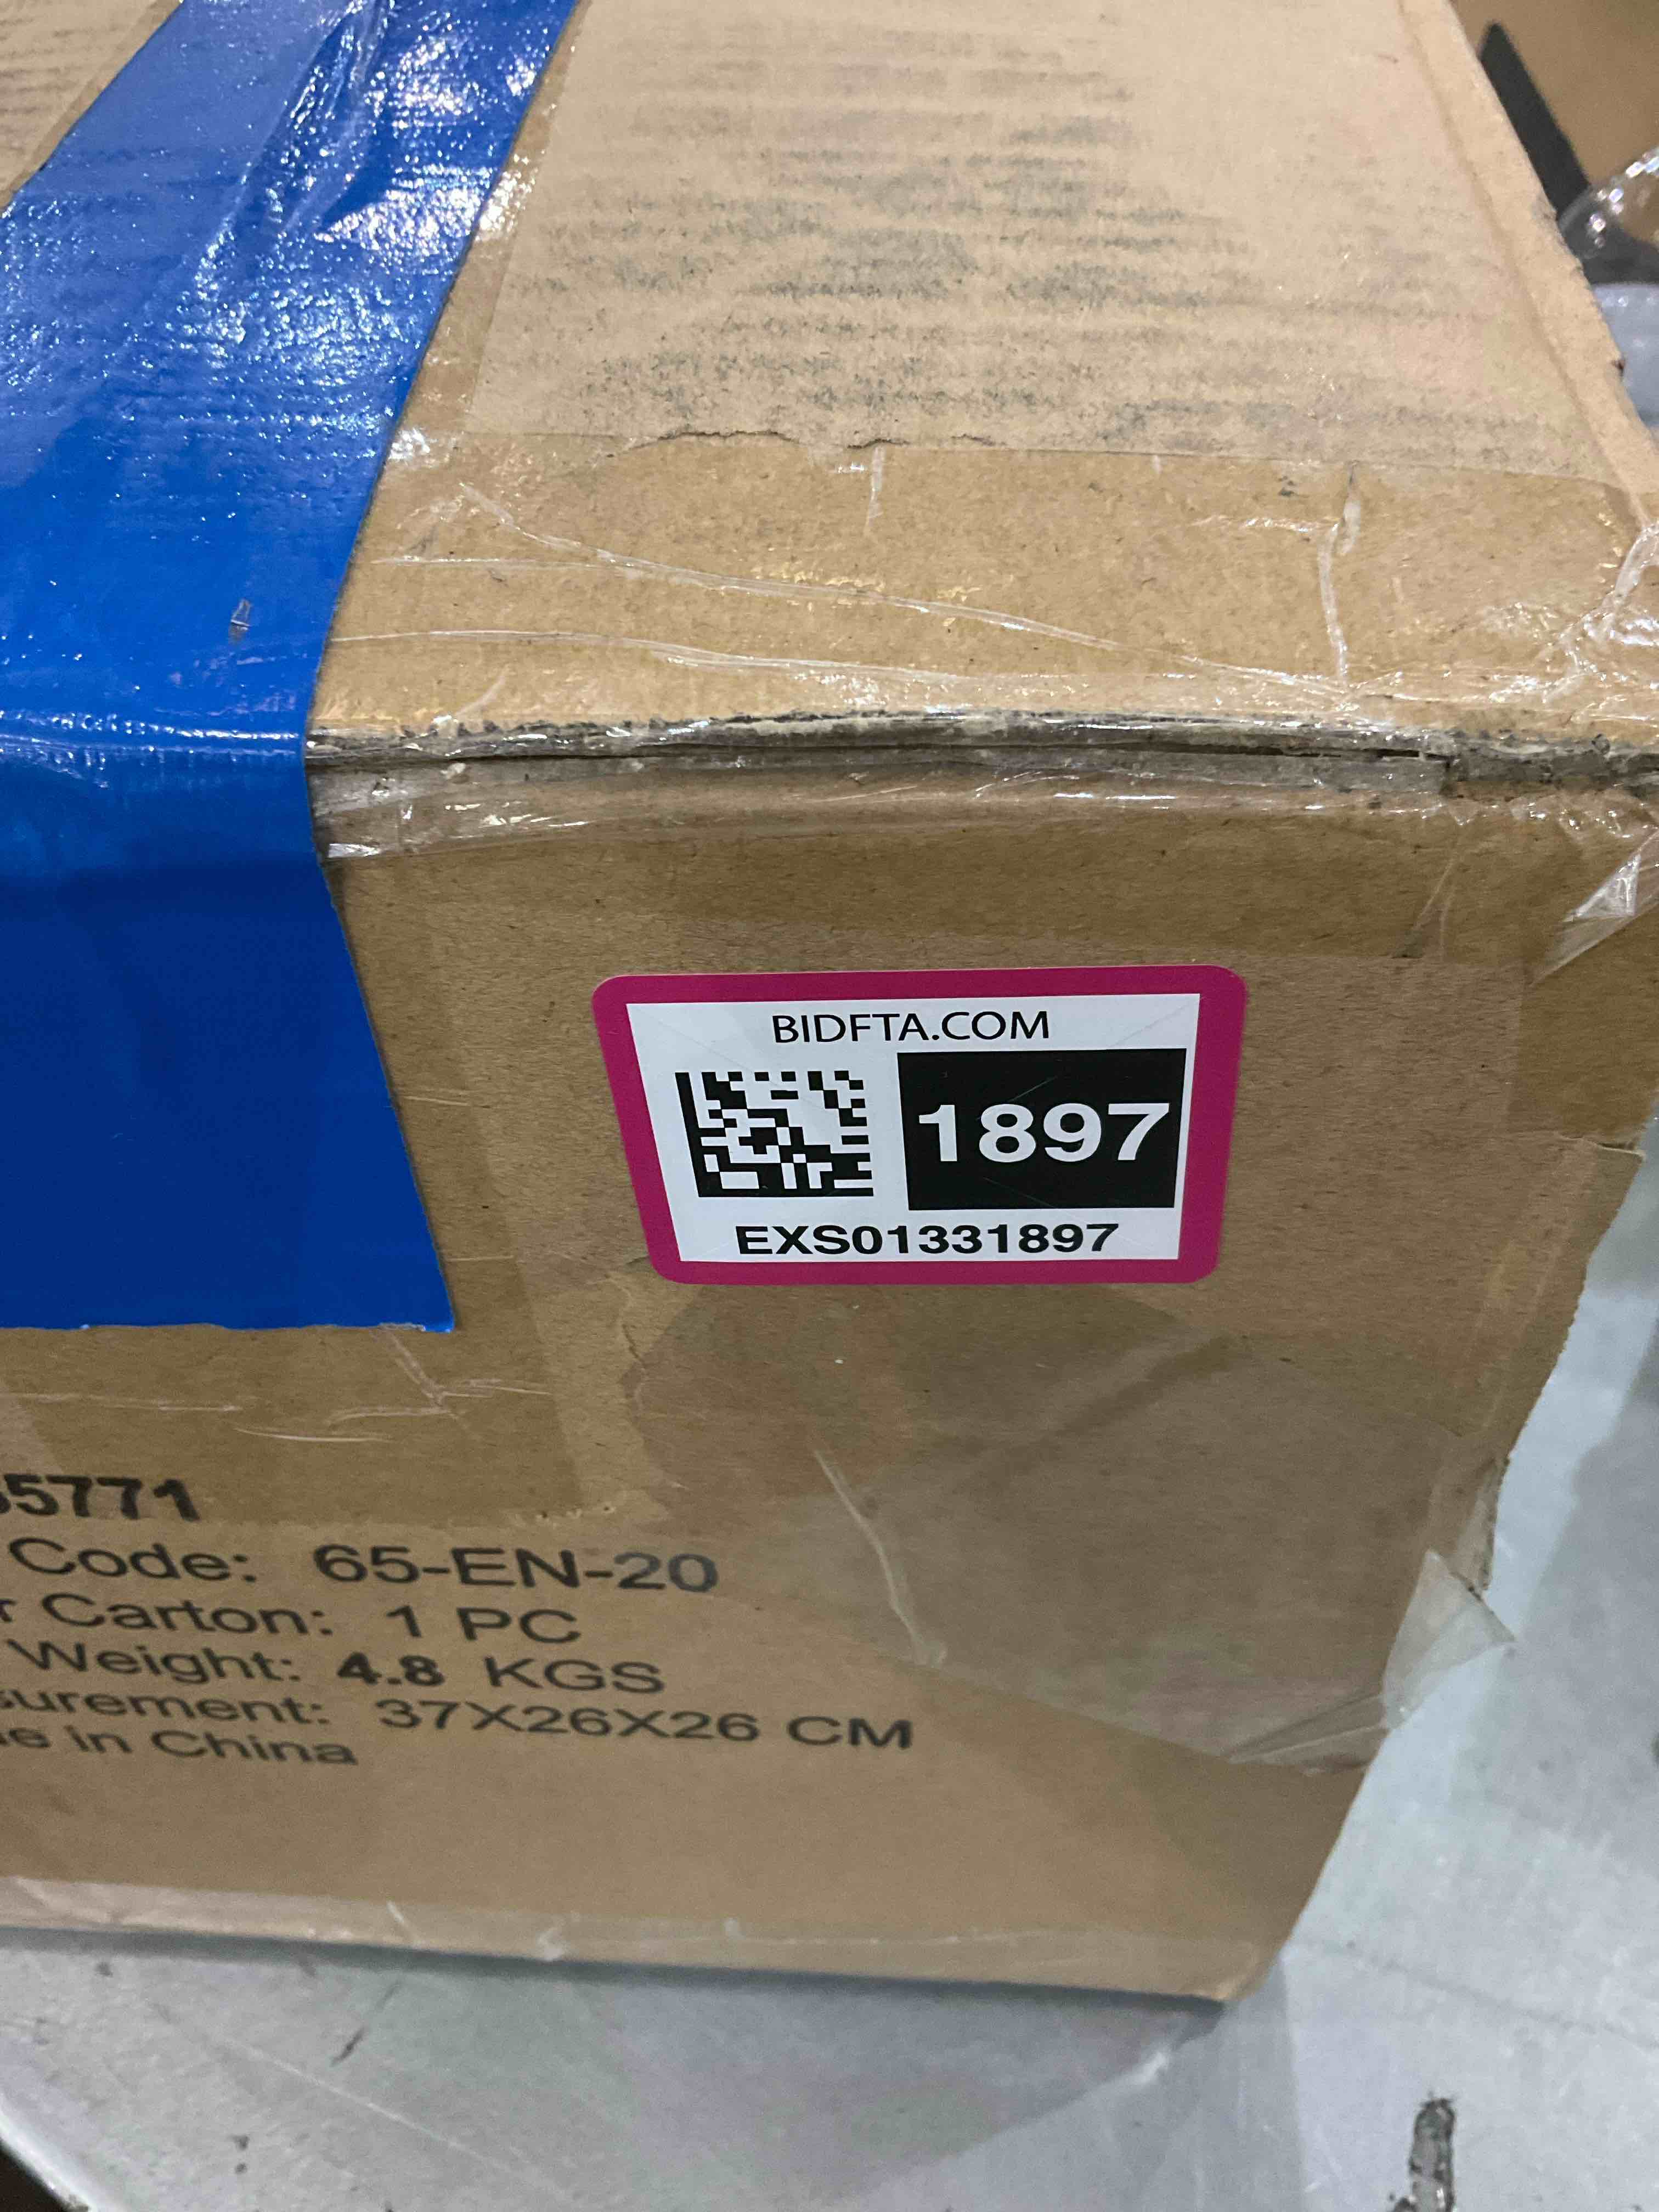 BIDFTA.COM
1897
EXS01331897
5771
Code: 65-EN-20
Carton: 1 PC
Weight: 4.8 KGS
urement: 37X26X26 CM
e in China